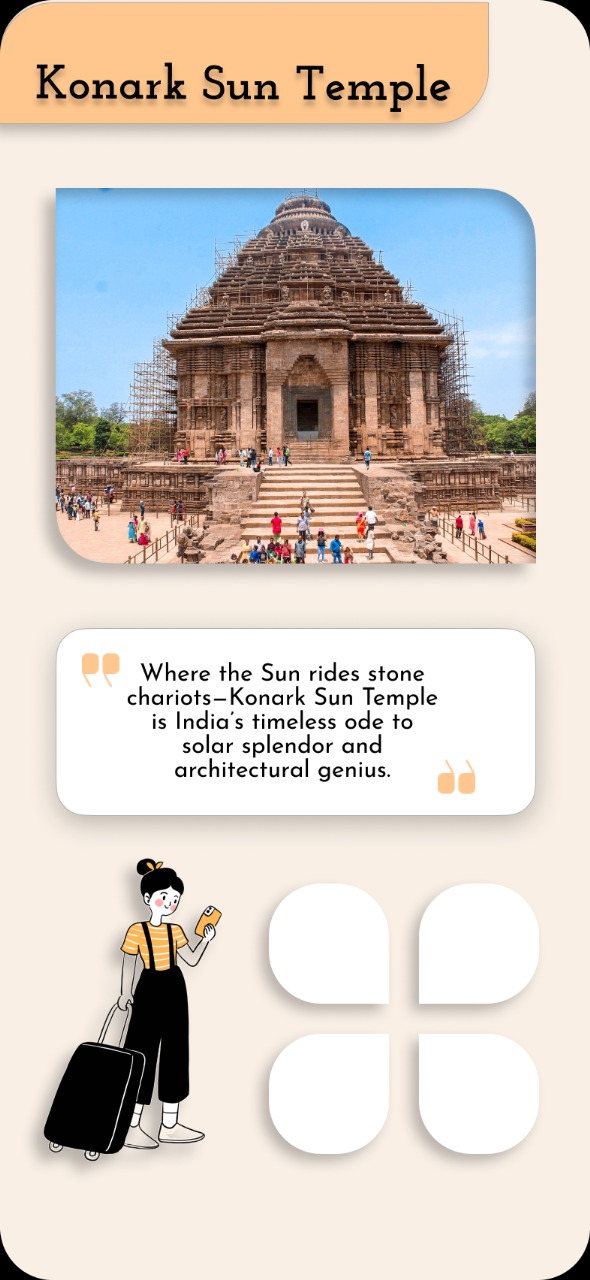 Konark Sun Temple
Where the Sun rides stone
chariots—Konark Sun Temple
is India’s timeless ode to
solar splendor and
architectural genius.